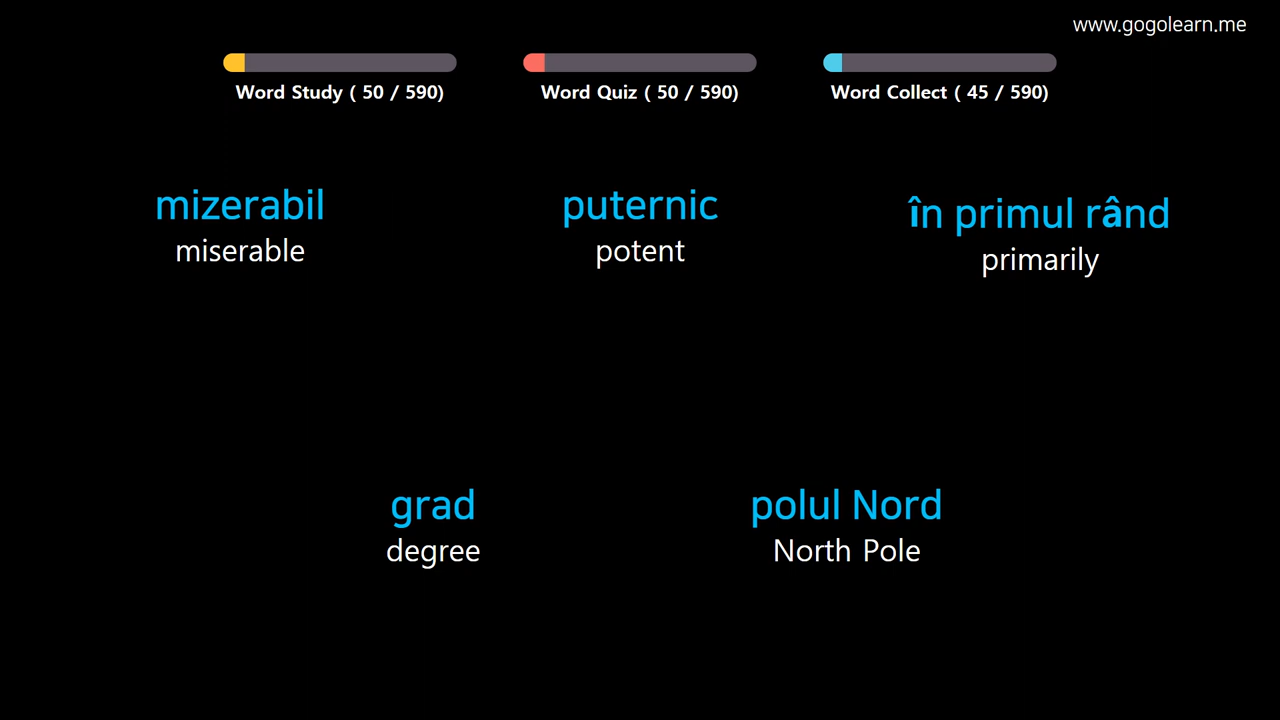 www.gogolearn.me
Word Study ( 50 / 590)
Word Quiz ( 50 / 590)
Word Collect ( 45 / 590)
mizerabil
miserable
puternic
potent
în primul rând
primarily
grad
degree
polul Nord
North Pole